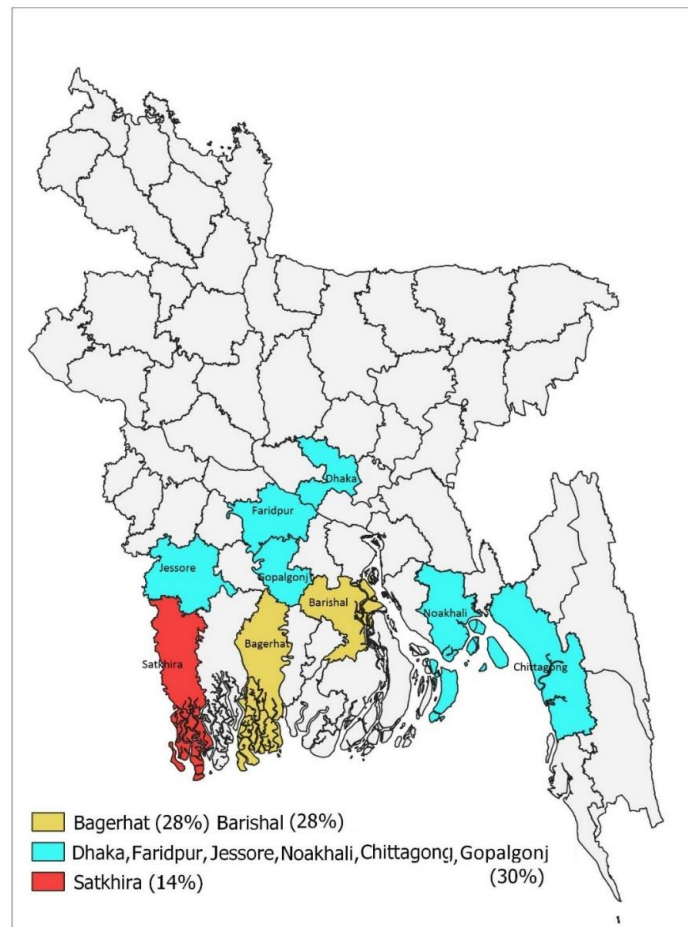 Dhaka
Faridpur
Jessore
Gopalgonj
Barishal
Noakhali
Bagerhat
Satkhira
Chittagong
Bagerhat (28%) Barishal (28%)
Dhaka, Faridpur, Jessore, Noakhali, Chittagong, Gopalgonj
(30%)
Satkhira (14%)